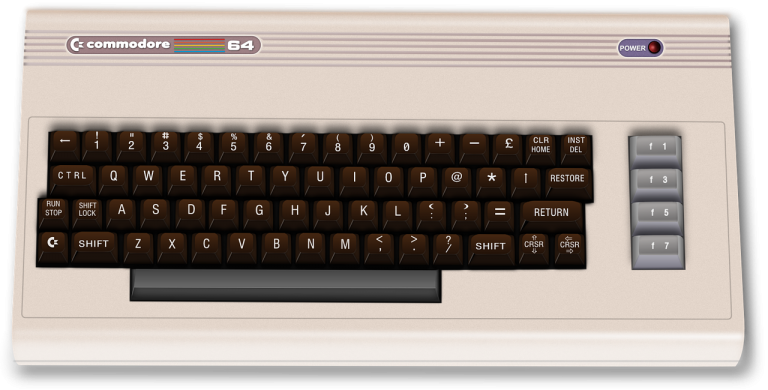 commodore 64
POWER
← ! 1 " 2 # 3 $ 4 % 5 & 6 ' 7 ( 8 ) 9 0 + - £ CLR HOME INST DEL
f 1
CTRL Q W E R T Y U I O P @ * ↑ RESTORE
f 3
RUN STOP SHIFT LOCK A S D F G H J K L < : > : = RETURN
f 5
C= SHIFT Z X C V B N M < , > . ? / SHIFT ⇧ CRSR ⇩ ⇦ CRSR ⇨
f 7